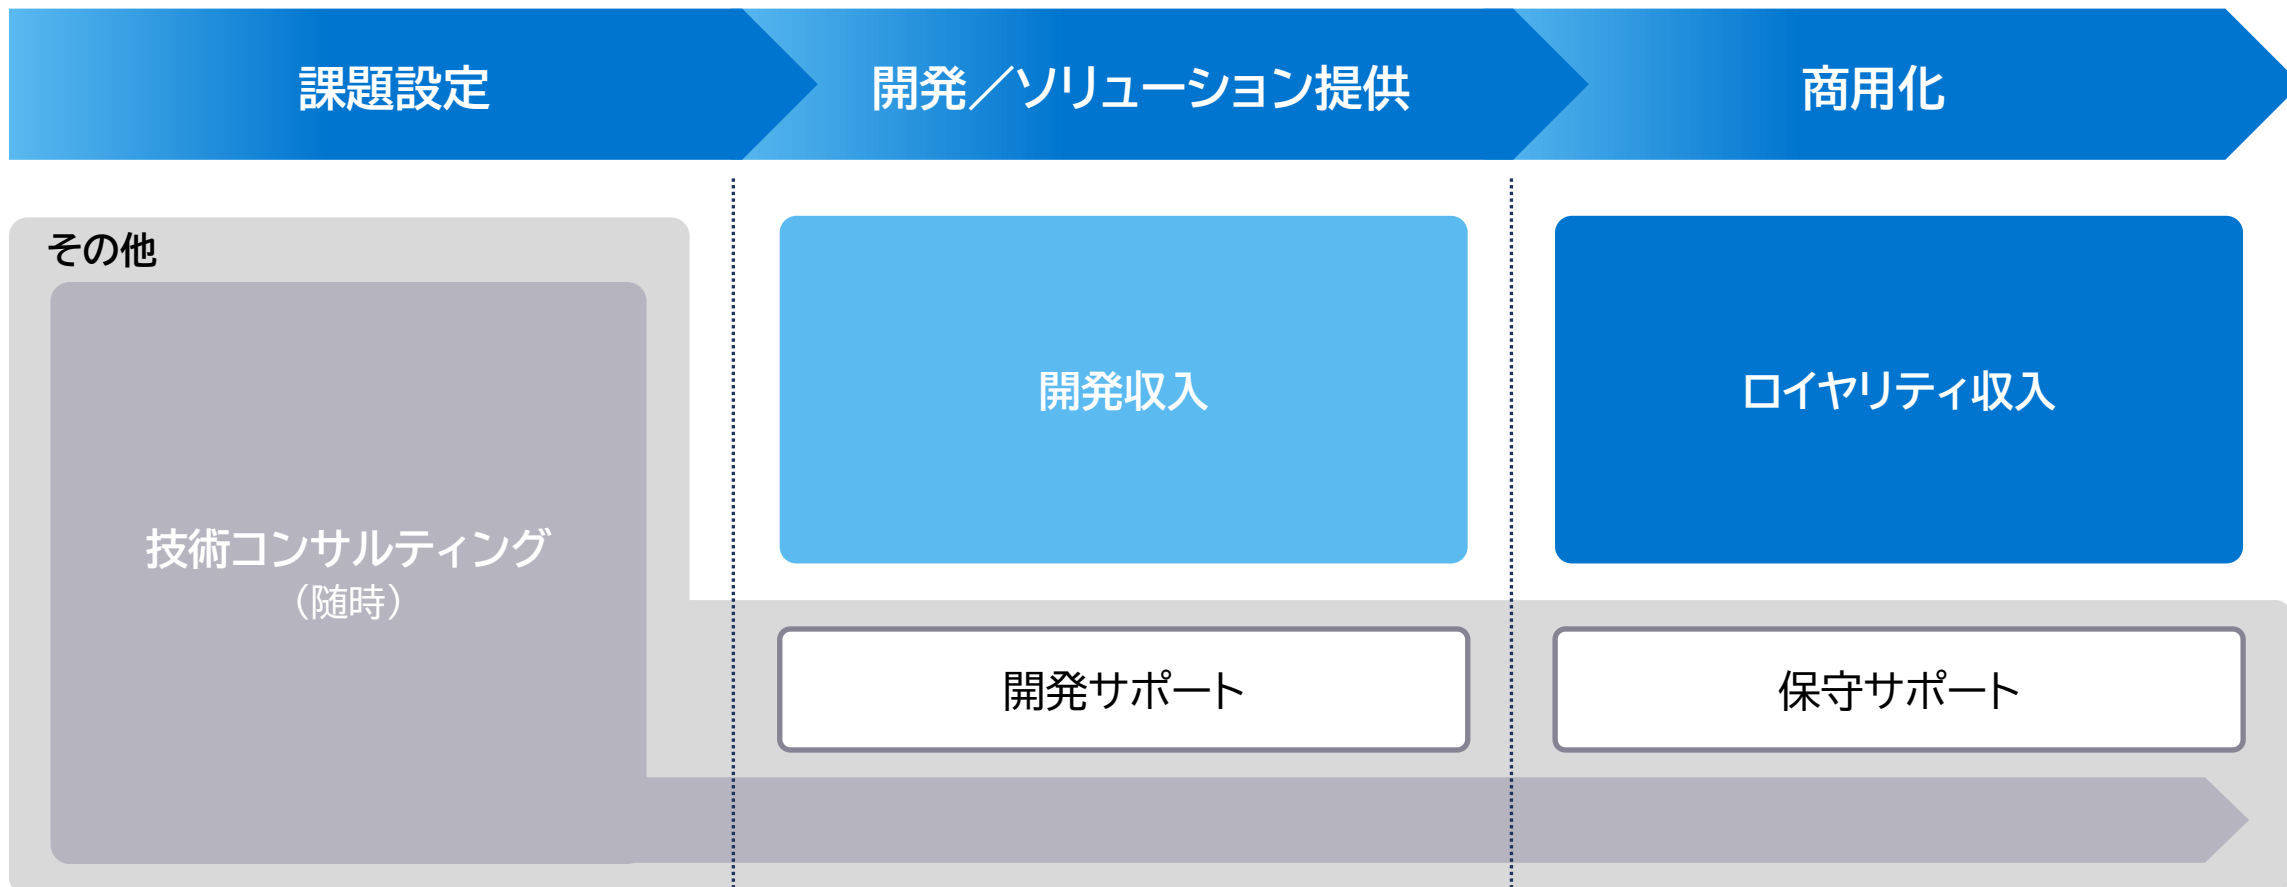 課題設定
開発／ソリューション提供
商用化
その他
技術コンサルティング
（随時）
開発収入
ロイヤリティ収入
開発サポート
保守サポート